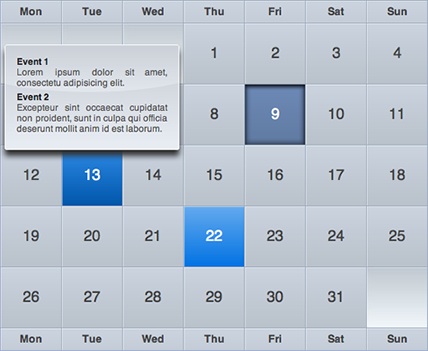 Mon Tue Wed Thu Fri Sat Sun
1 2 3 4
Event 1
Lorem ipsum dolor sit amet,
consectetu adipisicing elit.
Event 2
Excepteur sint occaecat cupidatat
non proident, sunt in culpa qui officia
deserunt mollit anim id est laborum.
8 9 10 11
12 13 14 15 16 17 18
19 20 21 22 23 24 25
26 27 28 29 30 31
Mon Tue Wed Thu Fri Sat Sun